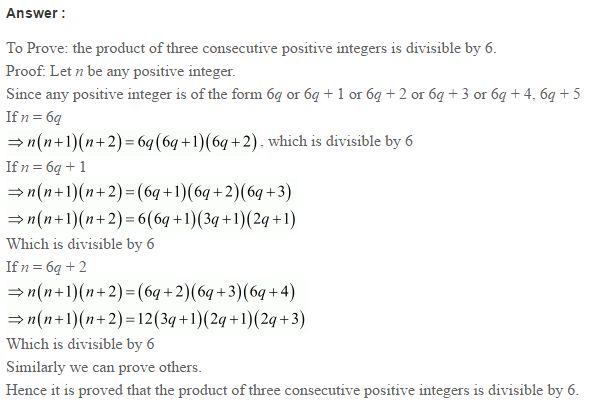 Answer :
To Prove: the product of three consecutive positive integers is divisible by 6.
Proof: Let n be any positive integer.
Since any positive integer is of the form 6q or 6q + 1 or 6q + 2 or 6q + 3 or 6q + 4, 6q + 5
If n = 6q
⇒ n(n+1)(n+2) = 6q(6q+1)(6q+2), which is divisible by 6
If n = 6q + 1
⇒ n(n+1)(n+2) = (6q+1)(6q+2)(6q+3)
⇒ n(n+1)(n+2) = 6(6q+1)(3q+1)(2q+1)
Which is divisible by 6
If n = 6q + 2
⇒ n(n+1)(n+2) = (6q+2)(6q+3)(6q+4)
⇒ n(n+1)(n+2) = 12(3q+1)(2q+1)(2q+3)
Which is divisible by 6
Similarly we can prove others.
Hence it is proved that the product of three consecutive positive integers is divisible by 6.